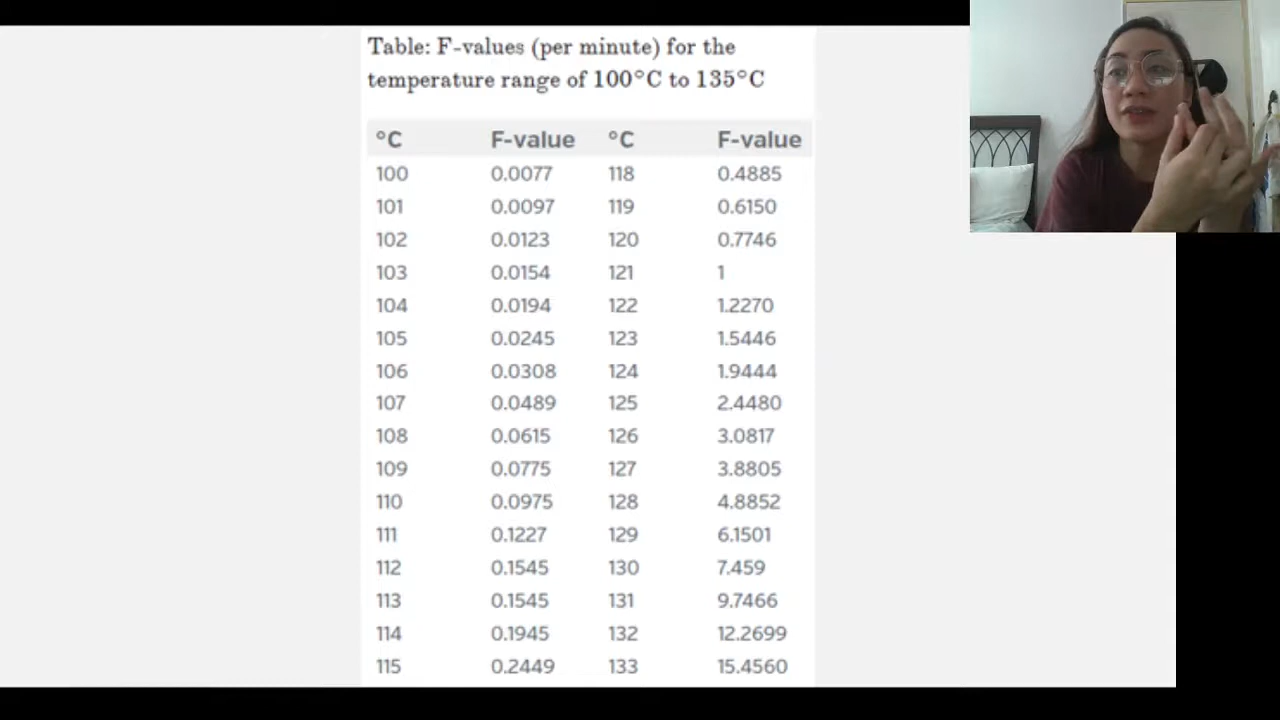 Table: F-values (per minute) for the
temperature range of 100°C to 135°C
°C F-value °C F-value
100 0.0077 118 0.4885
101 0.0097 119 0.6150
102 0.0123 120 0.7746
103 0.0154 121 1
104 0.0194 122 1.2270
105 0.0245 123 1.5446
106 0.0308 124 1.9444
107 0.0489 125 2.4480
108 0.0615 126 3.0817
109 0.0775 127 3.8805
110 0.0975 128 4.8852
111 0.1227 129 6.1501
112 0.1545 130 7.459
113 0.1545 131 9.7466
114 0.1945 132 12.2699
115 0.2449 133 15.4560